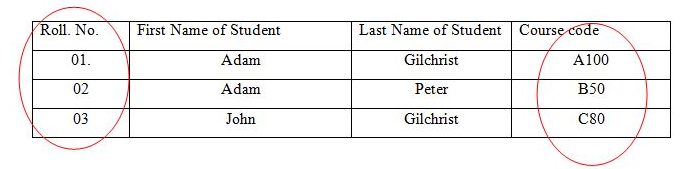 Roll. No. First Name of Student Last Name of Student Course code
01. Adam Gilchrist A100
02 Adam Peter B50
03 John Gilchrist C80